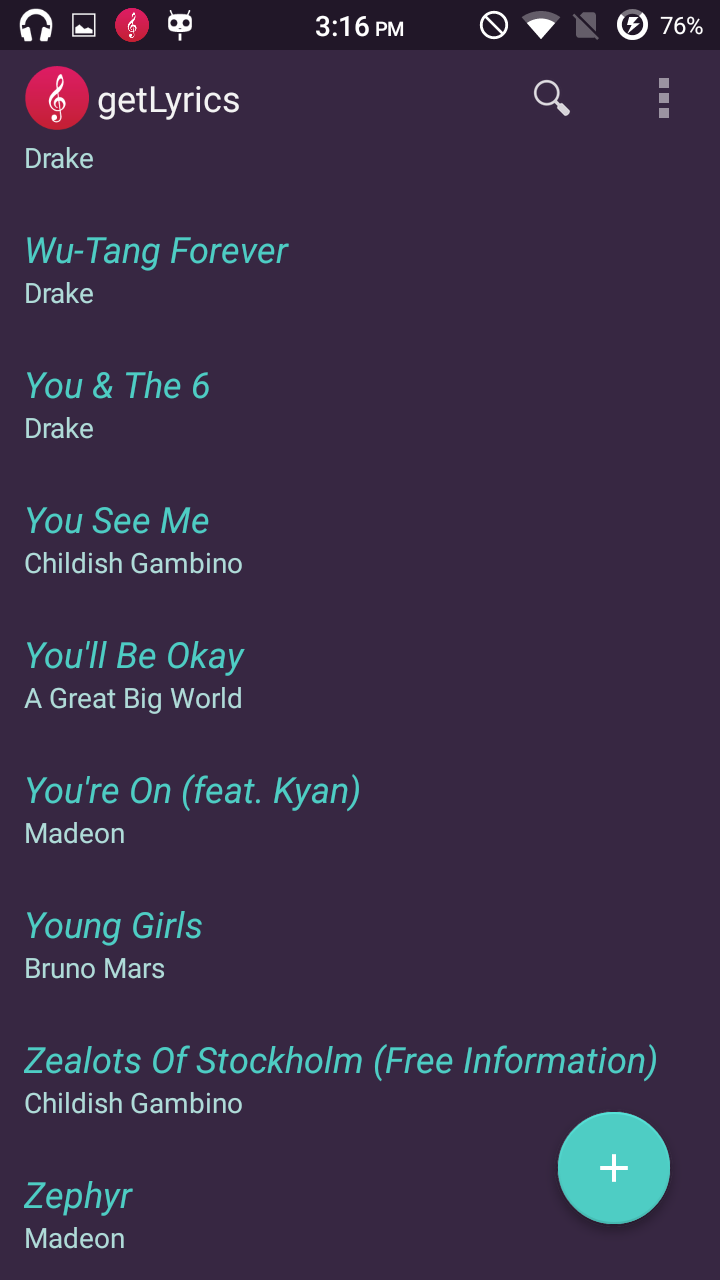 3:16 PM
76%
getLyrics
Drake
Wu-Tang Forever
Drake
You & The 6
Drake
You See Me
Childish Gambino
You'll Be Okay
A Great Big World
You're On (feat. Kyan)
Madeon
Young Girls
Bruno Mars
Zealots Of Stockholm (Free Information)
Childish Gambino
Zephyr
Madeon